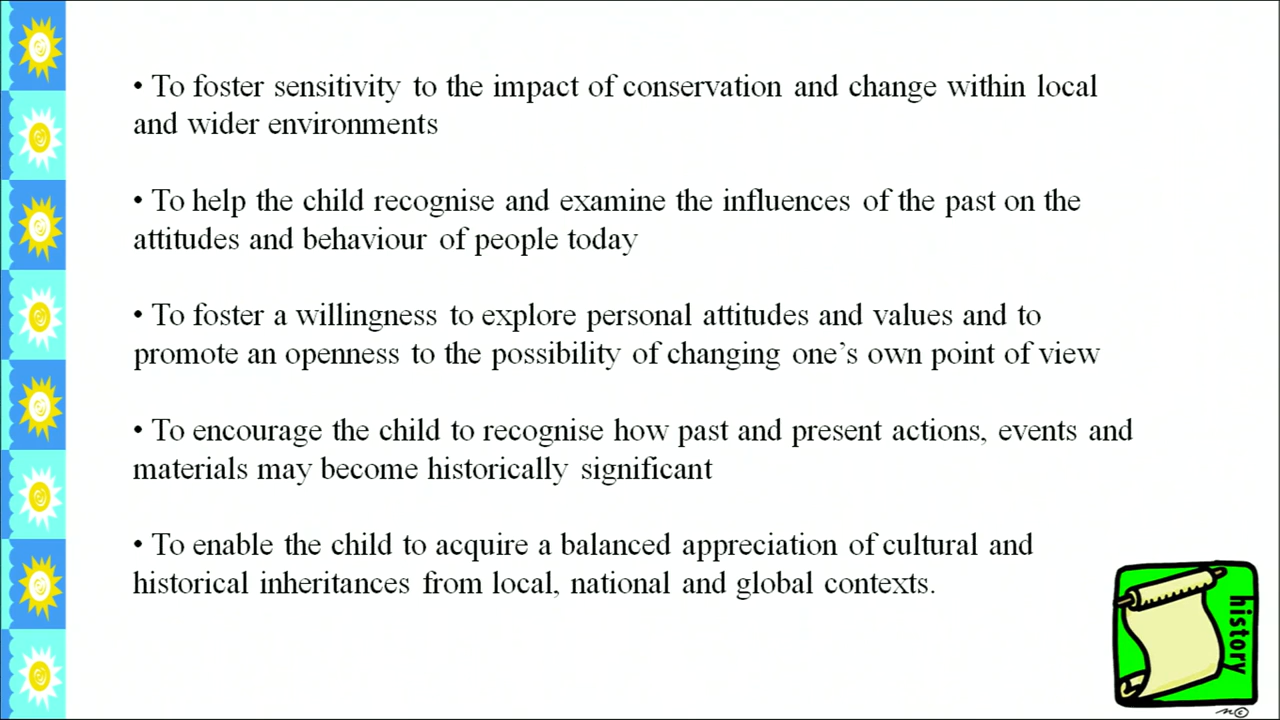 • To foster sensitivity to the impact of conservation and change within local
and wider environments
• To help the child recognise and examine the influences of the past on the
attitudes and behaviour of people today
• To foster a willingness to explore personal attitudes and values and to
promote an openness to the possibility of changing one’s own point of view
• To encourage the child to recognise how past and present actions, events and
materials may become historically significant
• To enable the child to acquire a balanced appreciation of cultural and
historical inheritances from local, national and global contexts.
history